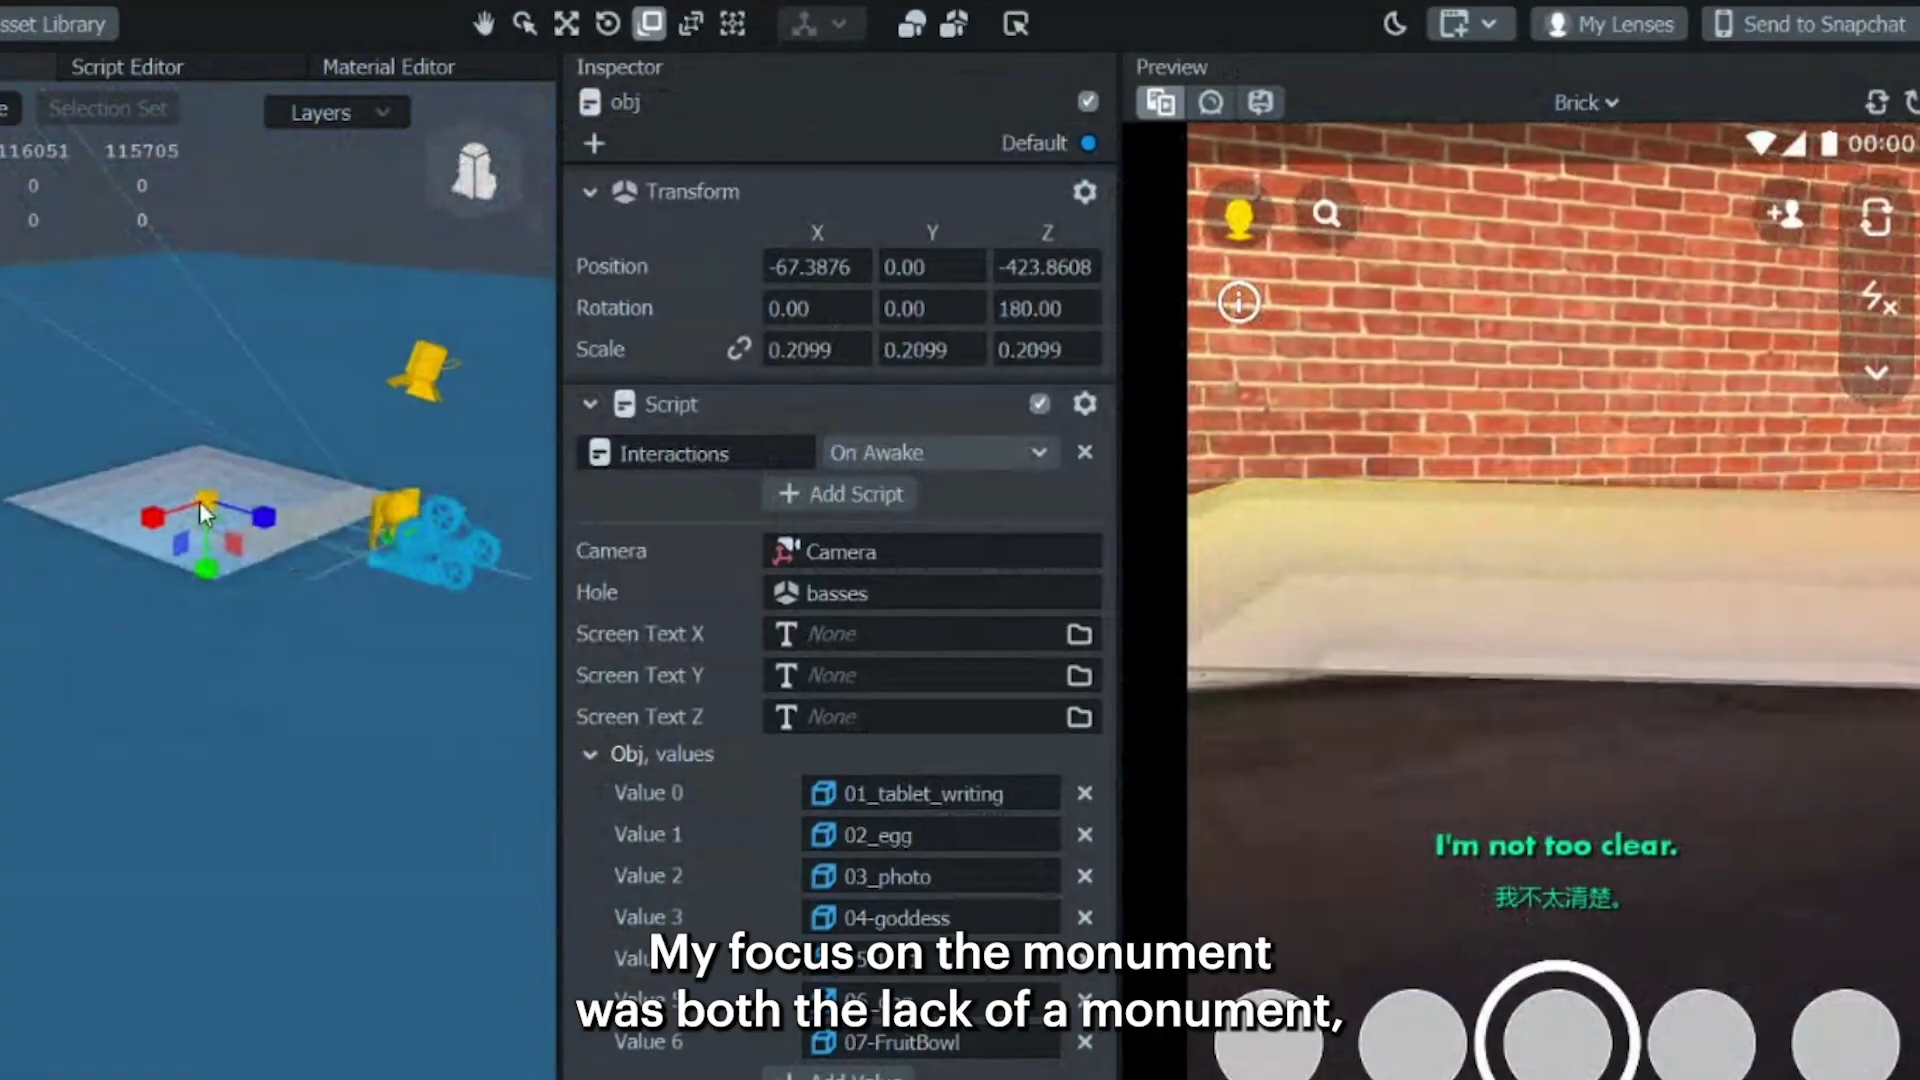 sset Library
My Lenses
Send to Snapchat
Script Editor
Material Editor
Inspector
Preview
e
Selection Set
Layers
obj
Brick
116051 115705
Default
00:00
0 0
0 0
Transform
X Y Z
Position -67.3876 0.00 -423.8608
Rotation 0.00 0.00 180.00
Scale 0.2099 0.2099 0.2099
Script
Interactions On Awake
+ Add Script
Camera Camera
Hole basses
Screen Text X None
Screen Text Y None
Screen Text Z None
Obj, values
Value 0 01_tablet_writing
Value 1 02_egg
Value 2 03_photo
Value 3 04-goddess
Value 6 07-FruitBowl
Add Value
I'm not too clear.
我不太清楚。
My focus on the monument
was both the lack of a monument,